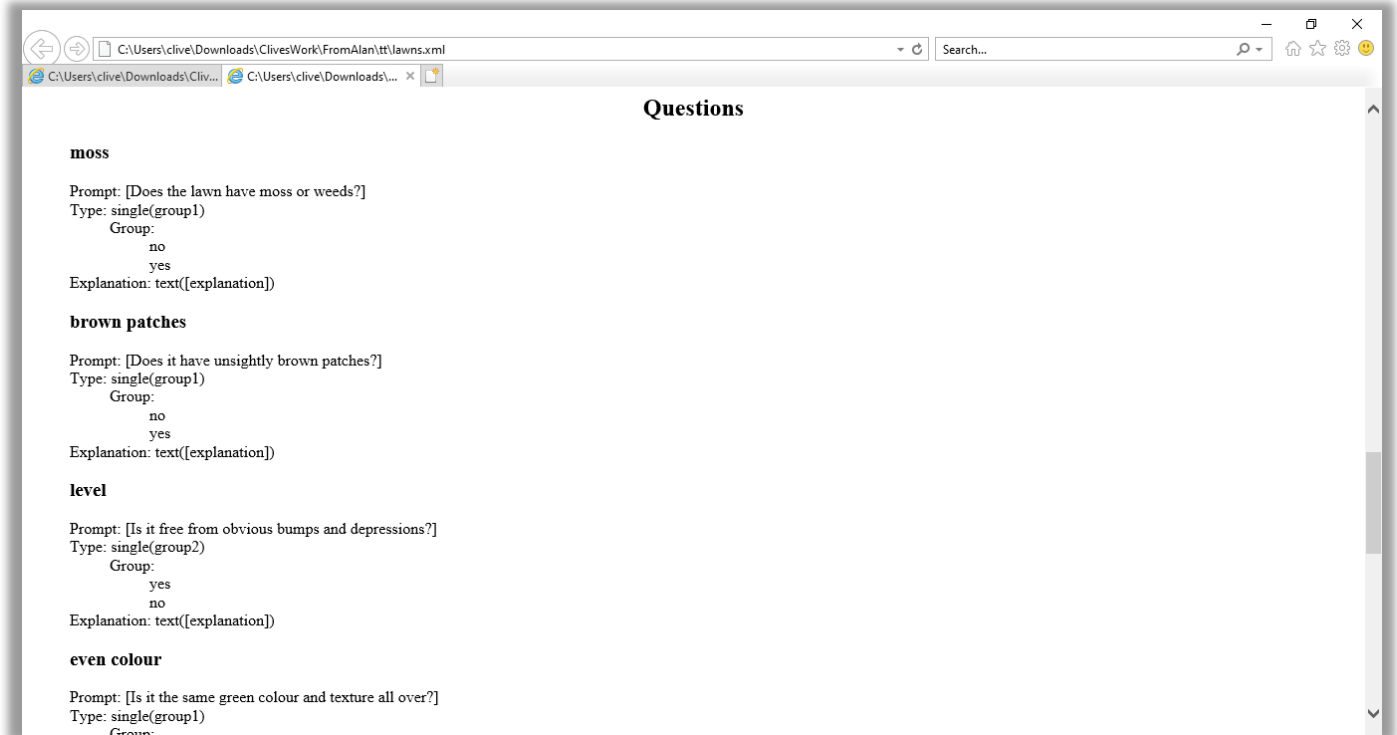 C:\Users\clive\Downloads\ClivesWork\FromAlan\tt\lawns.xml
Search...
C:\Users\clive\Downloads\Cliv...
C:\Users\clive\Downloads\...
Questions
moss
Prompt: [Does the lawn have moss or weeds?]
Type: single(group1)
Group:
no
yes
Explanation: text([explanation])
brown patches
Prompt: [Does it have unsightly brown patches?]
Type: single(group1)
Group:
no
yes
Explanation: text([explanation])
level
Prompt: [Is it free from obvious bumps and depressions?]
Type: single(group2)
Group:
yes
no
Explanation: text([explanation])
even colour
Prompt: [Is it the same green colour and texture all over?]
Type: single(group1)
Group: